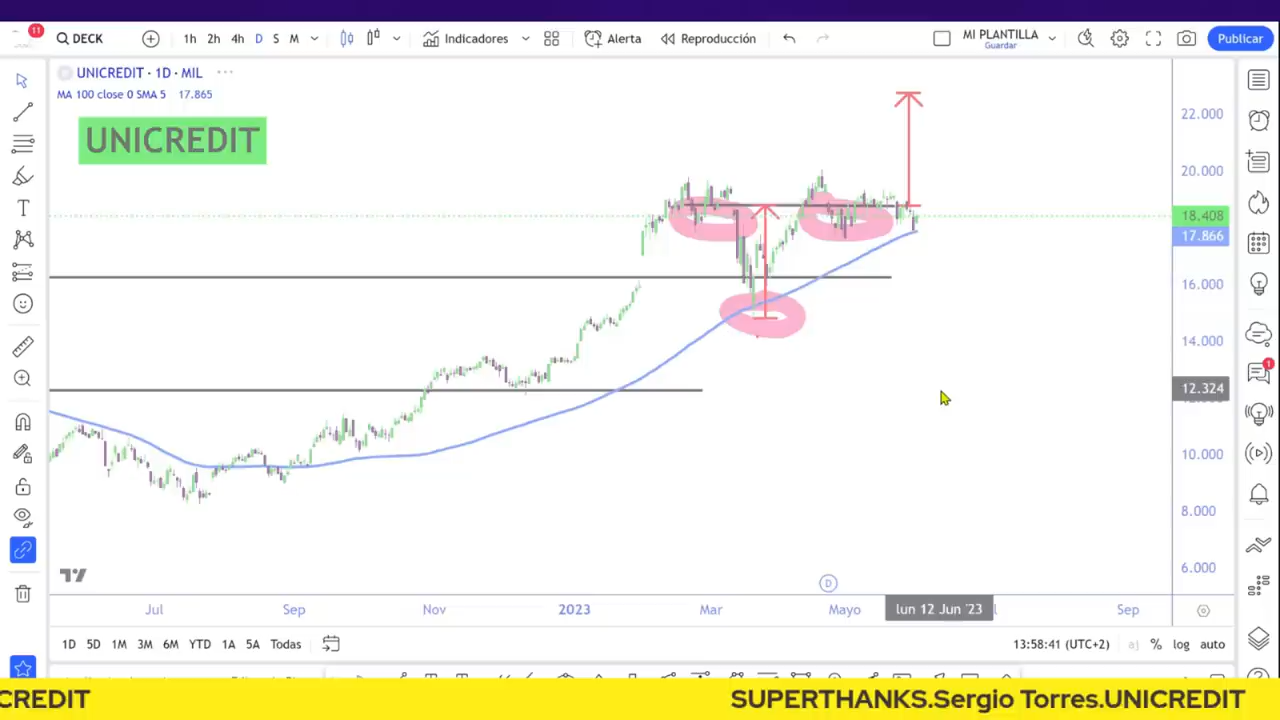 11
DECK
1h 2h 4h D S M
Indicadores
Alerta
Reproducción
MI PLANTILLA
Guardar
Publicar
UNICREDIT · 1D · MIL ...
MA 100 close 0 SMA 5 17.865
UNICREDIT
22.000
20.000
18.408
17.866
16.000
14.000
12.324
10.000
8.000
6.000
1
D
Jul Sep Nov 2023 Mar Mayo lun 12 Jun '23 Sep
1D 5D 1M 3M 6M YTD 1A 5A Todas
13:58:41 (UTC+2) aj % log auto
CREDIT SUPERTHANKS.Sergio Torres.UNICREDIT